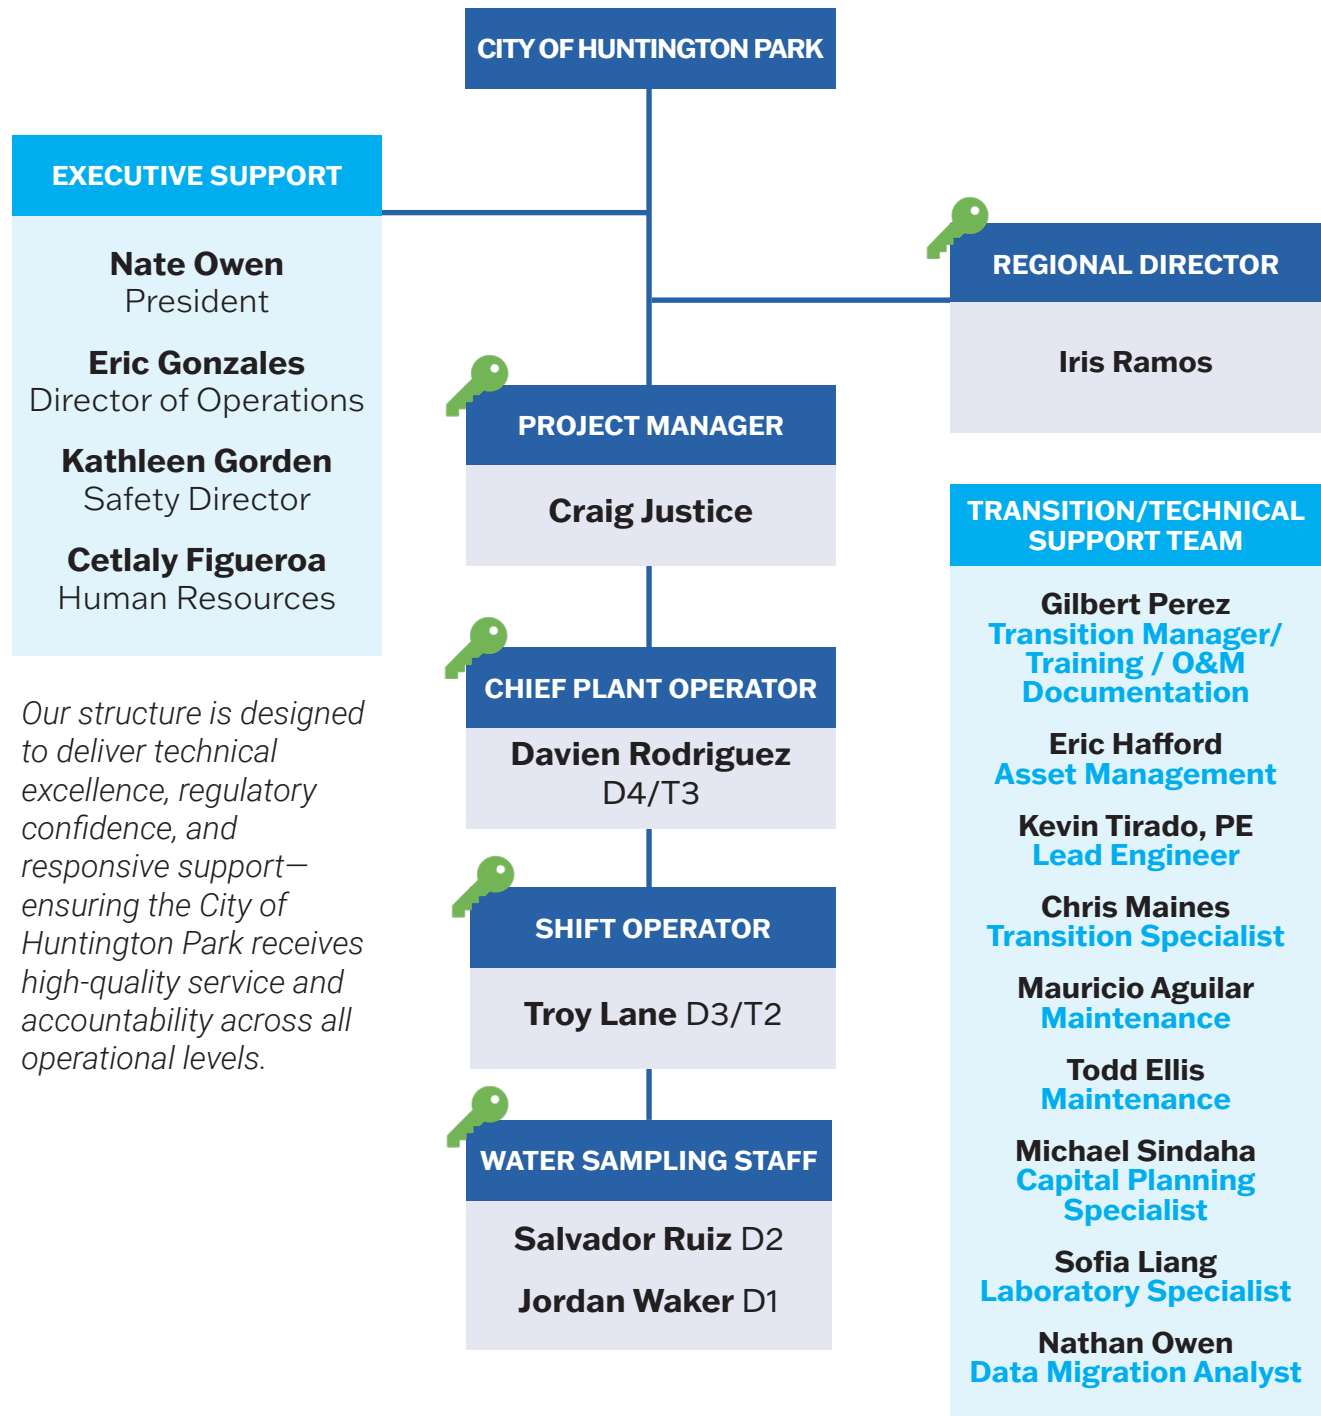 CITY OF HUNTINGTON PARK
EXECUTIVE SUPPORT
Nate Owen
President
Eric Gonzales
Director of Operations
Kathleen Gorden
Safety Director
Cetlaly Figueroa
Human Resources
Our structure is designed
to deliver technical
excellence, regulatory
confidence, and
responsive support—
ensuring the City of
Huntington Park receives
high-quality service and
accountability across all
operational levels.
REGIONAL DIRECTOR
Iris Ramos
PROJECT MANAGER
Craig Justice
CHIEF PLANT OPERATOR
Davien Rodriguez
D4/T3
SHIFT OPERATOR
Troy Lane D3/T2
WATER SAMPLING STAFF
Salvador Ruiz D2
Jordan Waker D1
TRANSITION/TECHNICAL
SUPPORT TEAM
Gilbert Perez
Transition Manager/
Training / O&M
Documentation
Eric Hafford
Asset Management
Kevin Tirado, PE
Lead Engineer
Chris Maines
Transition Specialist
Mauricio Aguilar
Maintenance
Todd Ellis
Maintenance
Michael Sindaha
Capital Planning
Specialist
Sofia Liang
Laboratory Specialist
Nathan Owen
Data Migration Analyst